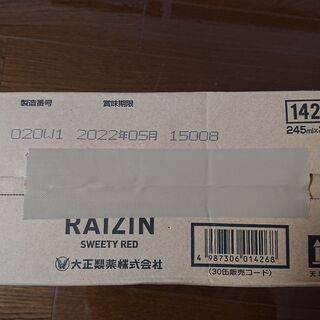 製造番号 賞味期限
142
020W1 2022年05月 15008
245ml×
RAIZIN
SWEETY RED
大正製薬株式会社
4 987306 014268
(30缶販売コード)